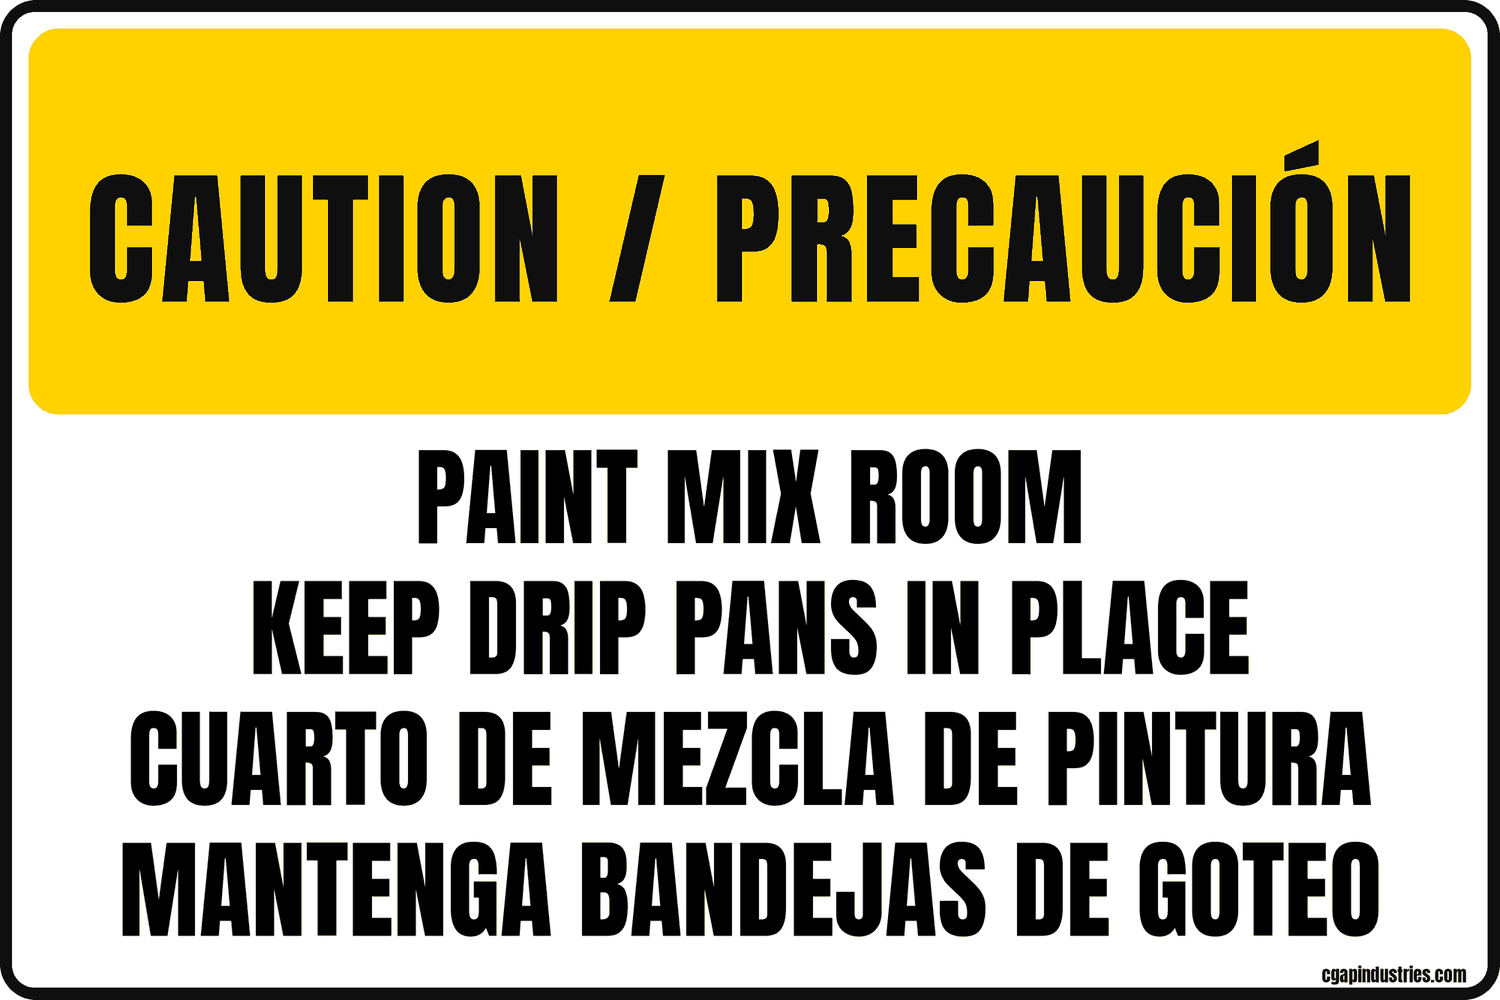 CAUTION / PRECAUCIÓN
PAINT MIX ROOM
KEEP DRIP PANS IN PLACE
CUARTO DE MEZCLA DE PINTURA
MANTENGA BANDEJAS DE GOTEO
cgapindustries.com